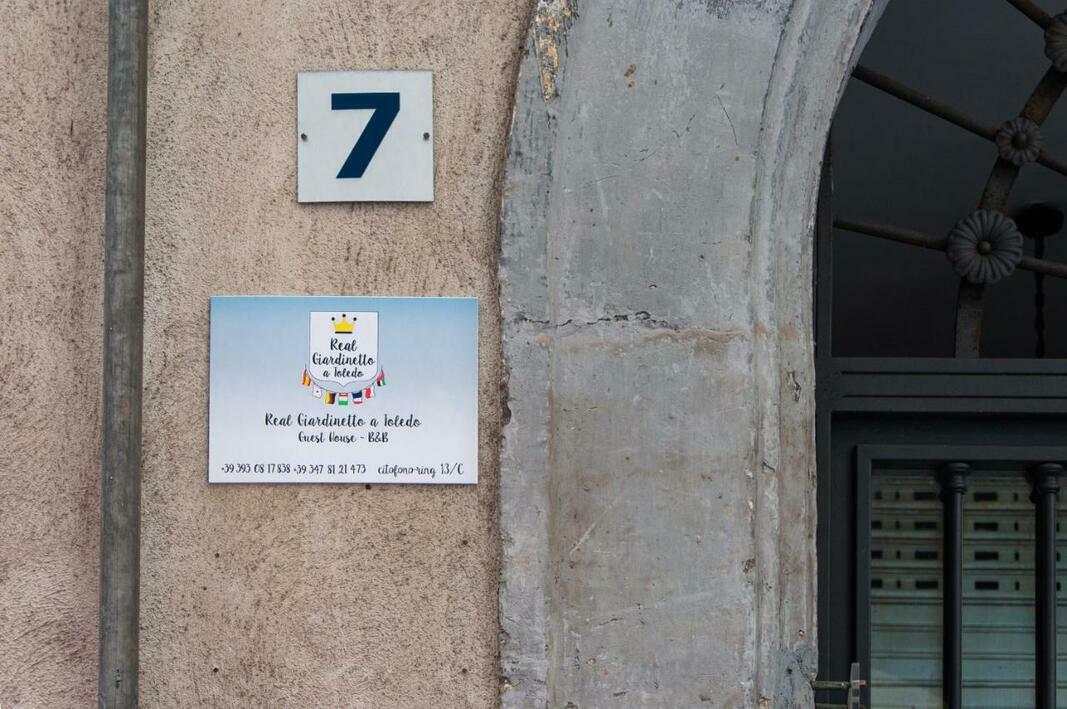 7
Real
Giardinetto
a Toledo
Real Giardinetto a Toledo
Guest House - B&B
+39 393 08 17 838 +39 347 81 21 473 citofono-ring 13/C